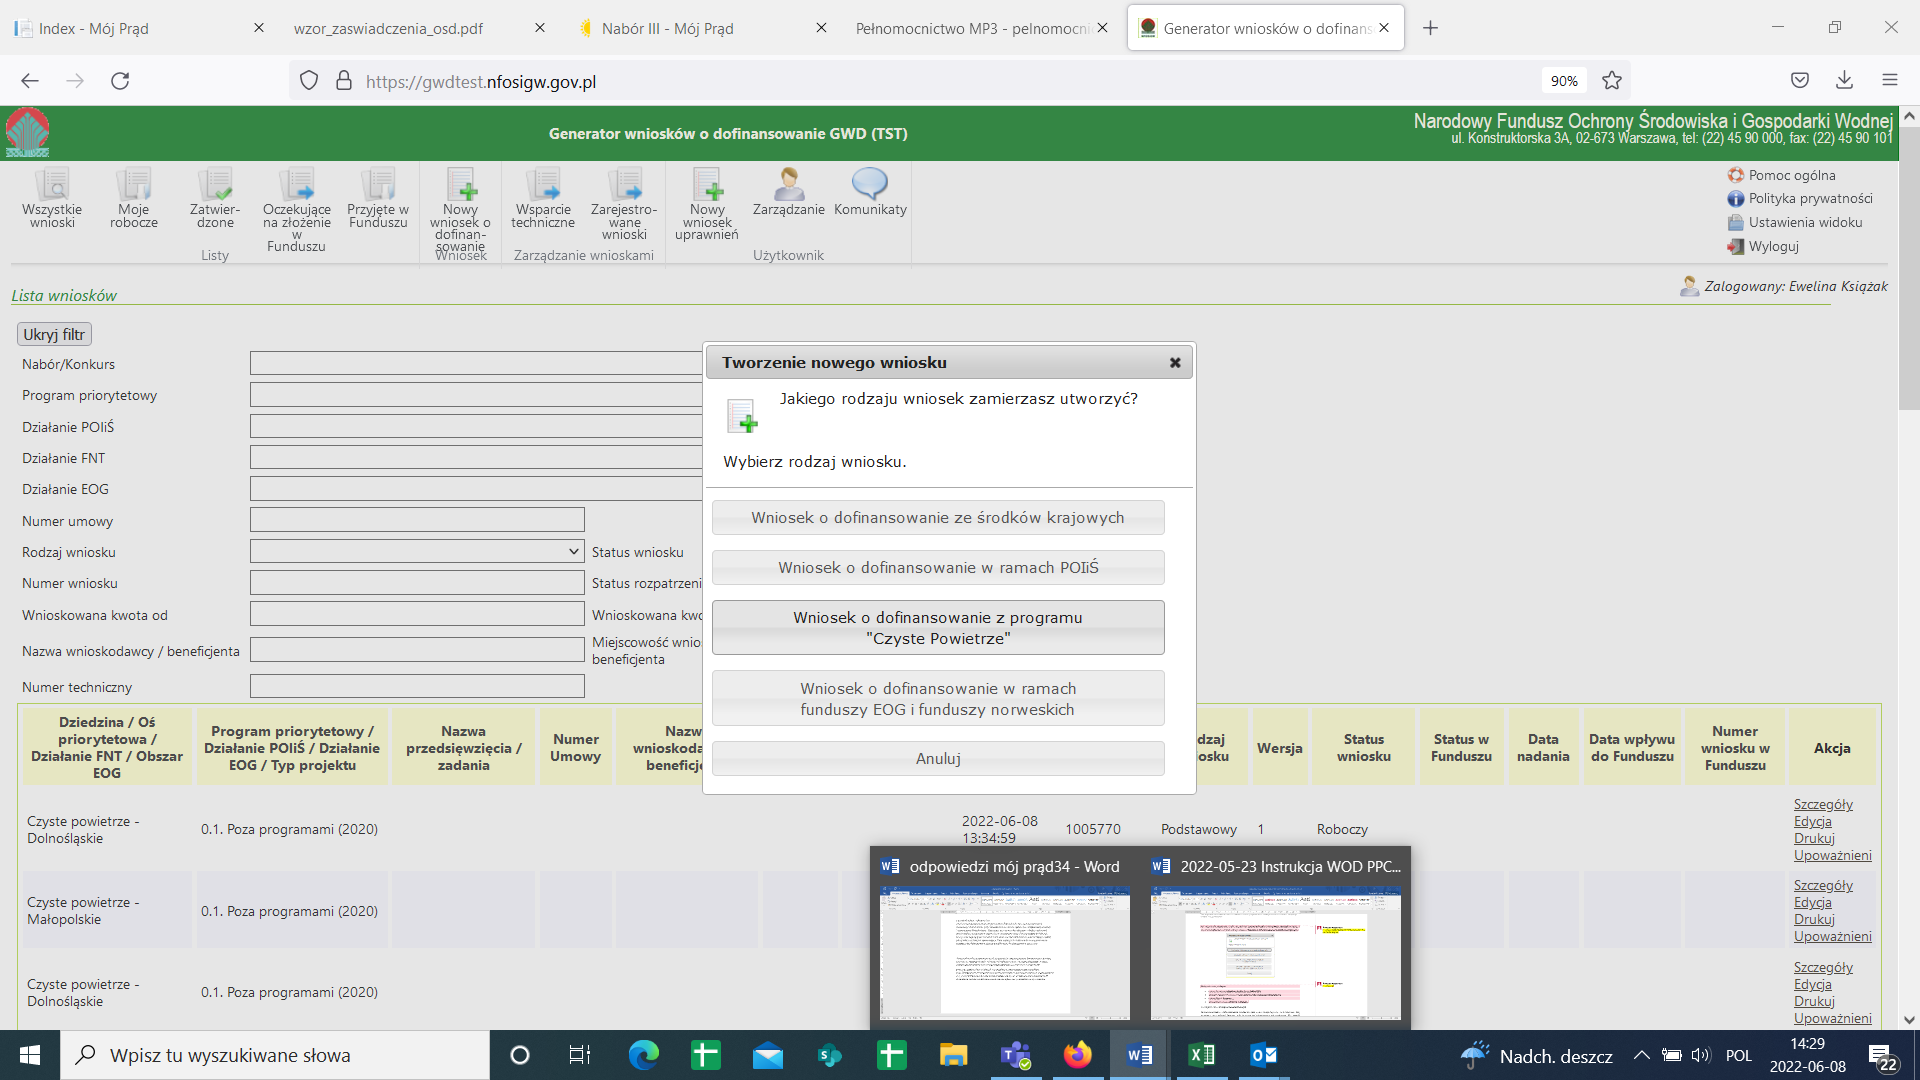 Index - Mój Prąd
wzor_zaswiadczenia_osd.pdf
Nabór III - Mój Prąd
Pełnomocnictwo MP3 - pelnomocni
Generator wniosków o dofinans
https://gwdtest.nfosigw.gov.pl
90%
Generator wniosków o dofinansowanie GWD (TST)
Narodowy Fundusz Ochrony Środowiska i Gospodarki Wodnej
ul. Konstruktorska 3A, 02-673 Warszawa, tel: (22) 45 90 000, fax: (22) 45 90 101
Wszystkie
wnioski
Moje
robocze
Zatwier-
dzone
Oczekujące
na złożenie
w
Funduszu
Przyjęte w
Funduszu
Listy
Nowy
wniosek o
dofinan-
sowanie
Wniosek
Wsparcie
techniczne
Zarejestro-
wane
wnioski
Zarządzanie wnioskami
Nowy
wniosek
uprawnień
Zarządzanie
Komunikaty
Użytkownik
Pomoc ogólna
Polityka prywatności
Ustawienia widoku
Wyloguj
Zalogowany: Ewelina Książak
Lista wniosków
Ukryj filtr
Nabór/Konkurs
Program priorytetowy
Działanie POIiŚ
Działanie FNT
Działanie EOG
Numer umowy
Rodzaj wniosku
Status wniosku
Numer wniosku
Status rozpatrzeni
Wnioskowana kwota od
Wnioskowana kwo
Nazwa wnioskodawcy / beneficjenta
Miejscowość wnio
beneficjenta
Numer techniczny
Tworzenie nowego wniosku
Jakiego rodzaju wniosek zamierzasz utworzyć?
Wybierz rodzaj wniosku.
Wniosek o dofinansowanie ze środków krajowych
Wniosek o dofinansowanie w ramach POIiŚ
Wniosek o dofinansowanie z programu
"Czyste Powietrze"
Wniosek o dofinansowanie w ramach
funduszy EOG i funduszy norweskich
Anuluj
Dziedzina / Oś
priorytetowa /
Działanie FNT / Obszar
EOG
Program priorytetowy /
Działanie POIiŚ / Działanie
EOG / Typ projektu
Nazwa
przedsięwzięcia /
zadania
Numer
Umowy
Nazw
wnioskoda
beneficj
dzaj
osku
Wersja
Status
wniosku
Status w
Funduszu
Data
nadania
Data wpływu
do Funduszu
Numer
wniosku w
Funduszu
Akcja
Czyste powietrze -
Dolnośląskie
0.1. Poza programami (2020)
2022-06-08
13:34:59
1005770
Podstawowy
1
Roboczy
Szczegóły
Edycja
Drukuj
Upoważnieni
Czyste powietrze -
Małopolskie
0.1. Poza programami (2020)
Szczegóły
Edycja
Drukuj
Upoważnieni
Czyste powietrze -
Dolnośląskie
0.1. Poza programami (2020)
Szczegóły
Edycja
Drukuj
Upoważnieni
odpowiedzi mój prąd34 - Word
2022-05-23 Instrukcja WOD PPC...
Wpisz tu wyszukiwane słowa
Nadch. deszcz
POL
14:29
2022-06-08
22